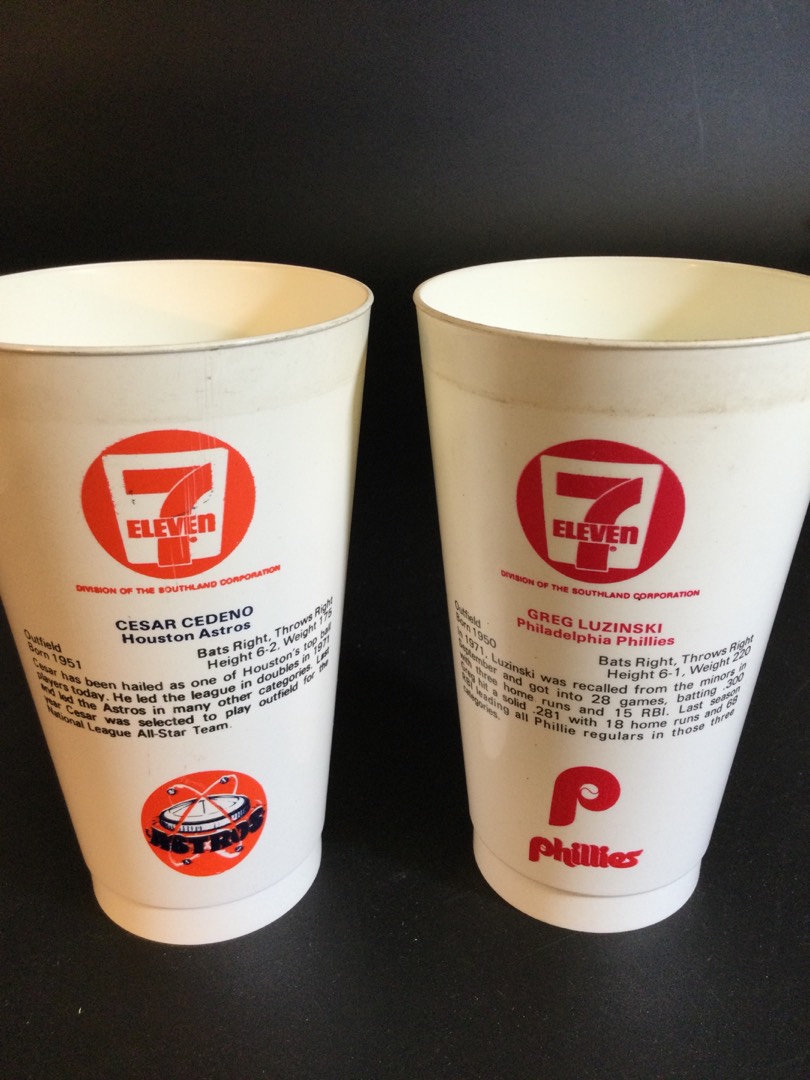 7
ELEVEN
®
DIVISION OF THE SOUTHLAND CORPORATION
CESAR CEDENO
Houston Astros
Outfield
Born 1951
Bats Right, Throws Right
Height 6-2, Weight 175
Cesar has been hailed as one of Houston's top ball
players today. He led the league in doubles in 1971
and led the Astros in many other categories. Last
year Cesar was selected to play outfield for the
National League All-Star Team.
ASTROS
7
ELEVEN
®
DIVISION OF THE SOUTHLAND CORPORATION
GREG LUZINSKI
Philadelphia Phillies
Outfield
Born 1950
Bats Right, Throws Right
Height 6-1, Weight 220
In 1971, Luzinski was recalled from the minors in
September and got into 28 games, batting .300
with three home runs and 15 RBI. Last season
Greg hit a solid .281 with 18 home runs and 68
RBI leading all Phillie regulars in those three
categories.
P
Phillies